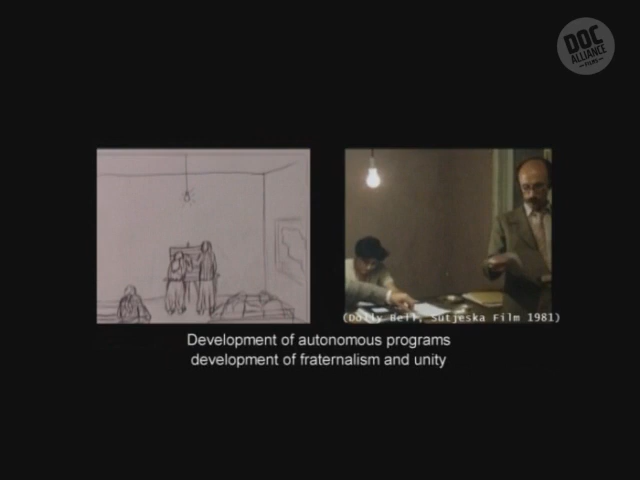 DOC
ALLIANCE
FILMS
(Dolly Bell, Sutjeska Film 1981)
Development of autonomous programs
development of fraternalism and unity